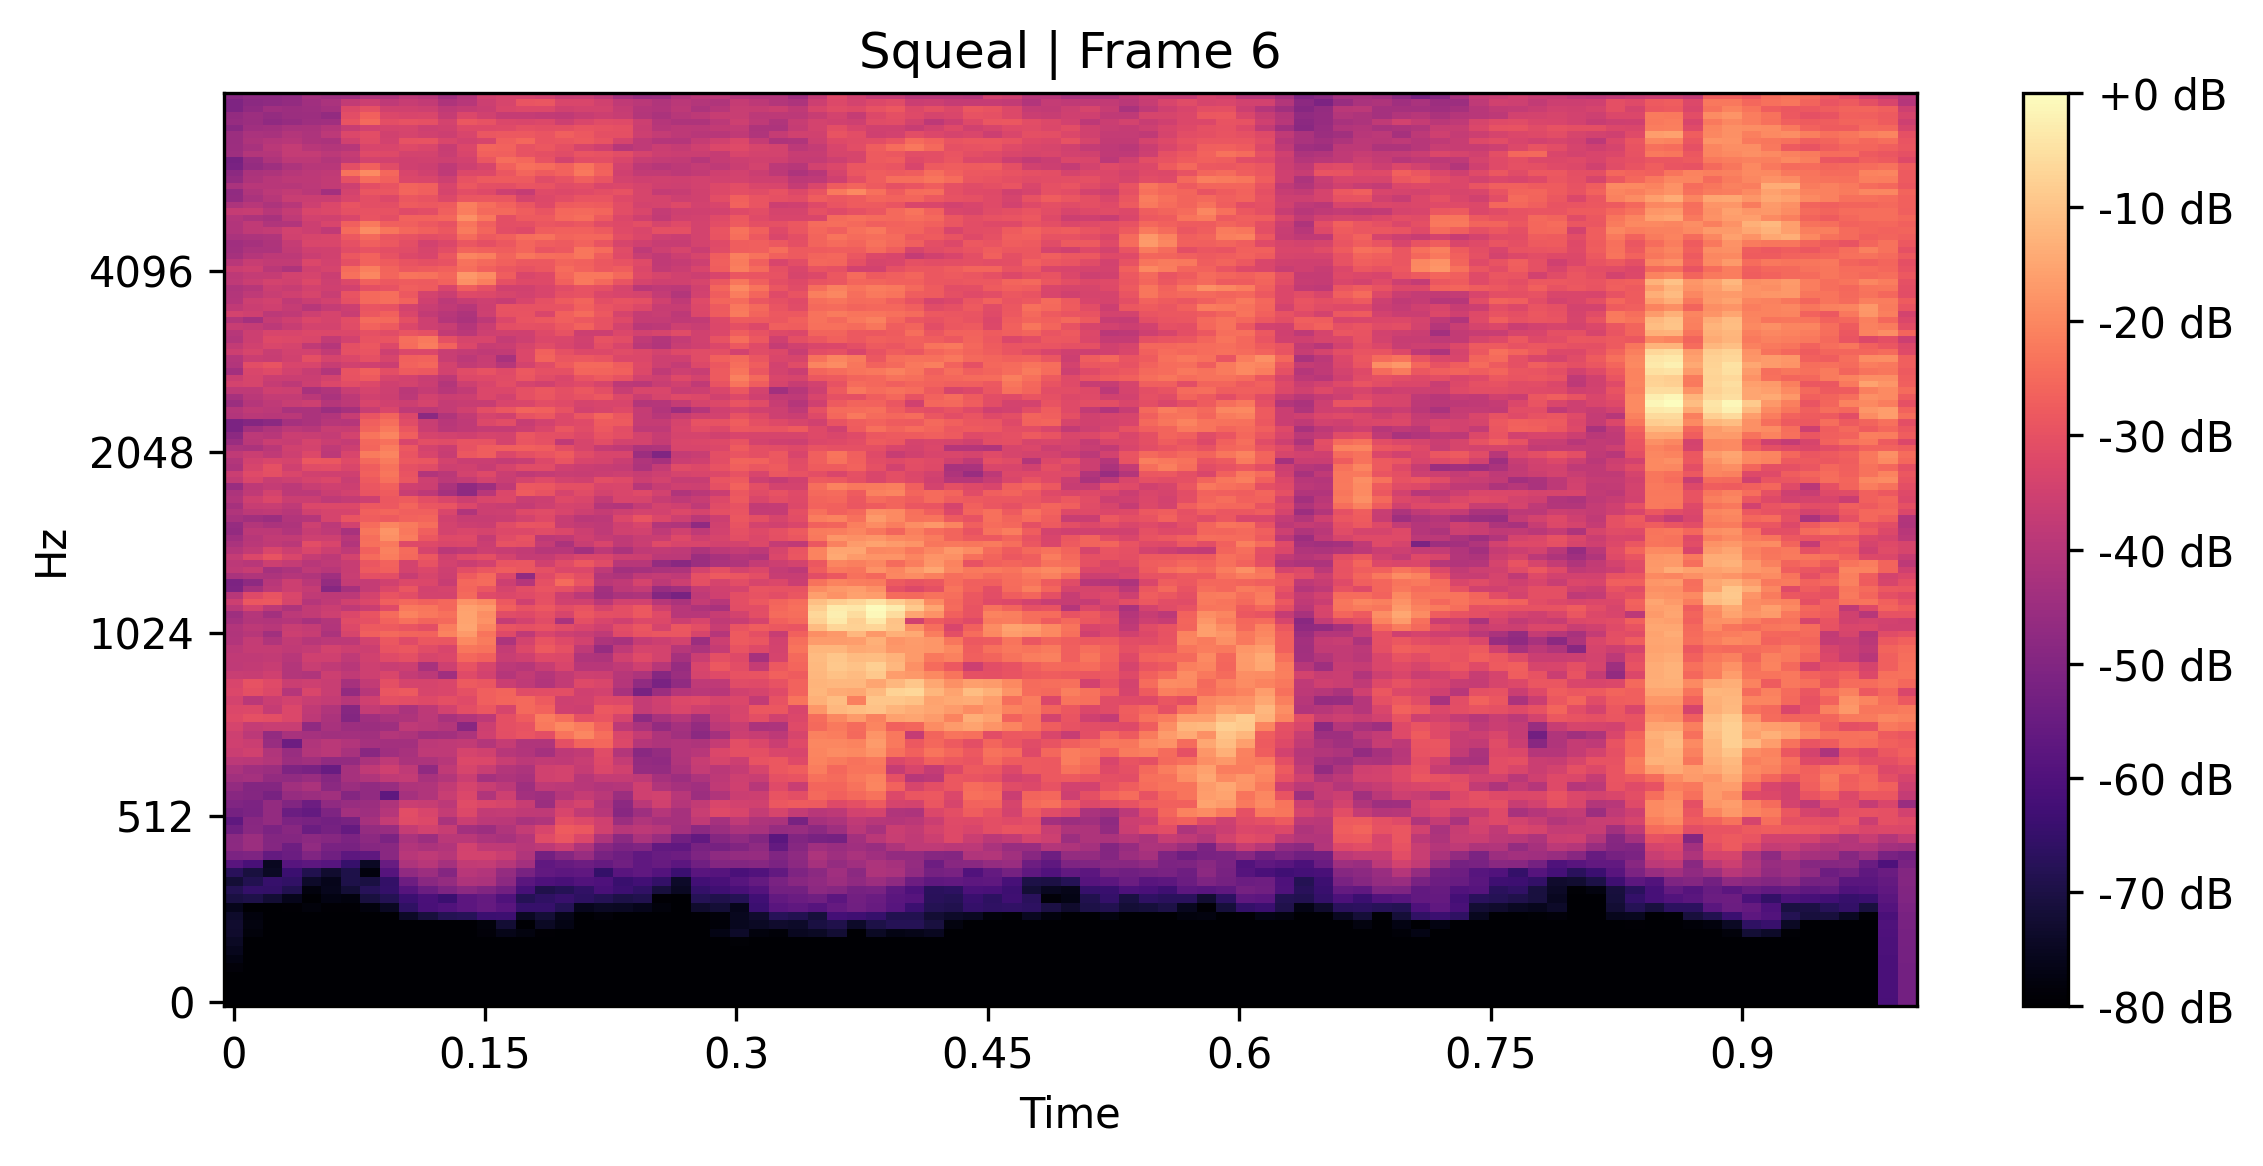 Squeal | Frame 6
Hz
4096
2048
1024
512
0
0 0.15 0.3 0.45 0.6 0.75 0.9
Time
+0 dB
-10 dB
-20 dB
-30 dB
-40 dB
-50 dB
-60 dB
-70 dB
-80 dB